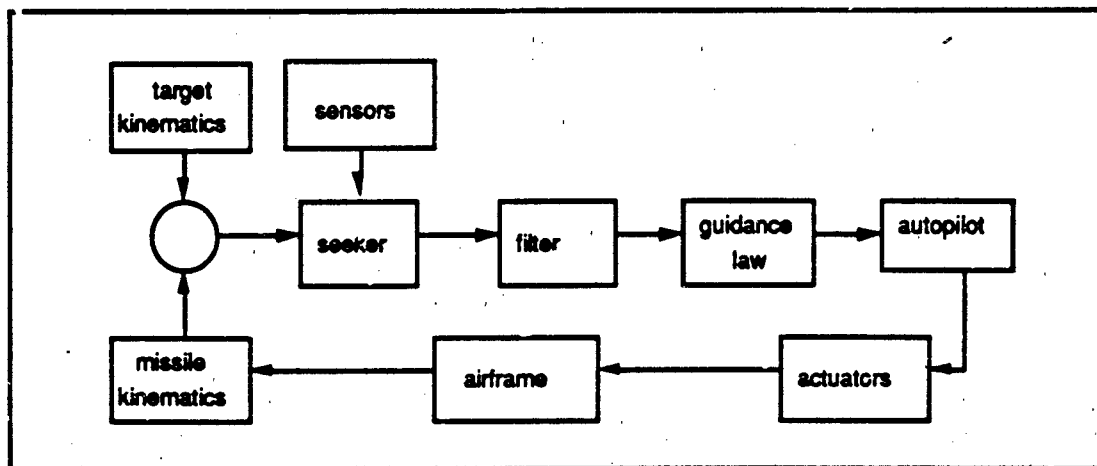 target
kinematics
sensors
seeker
filter
guidance
law
autopilot
missile
kinematics
airframe
actuators